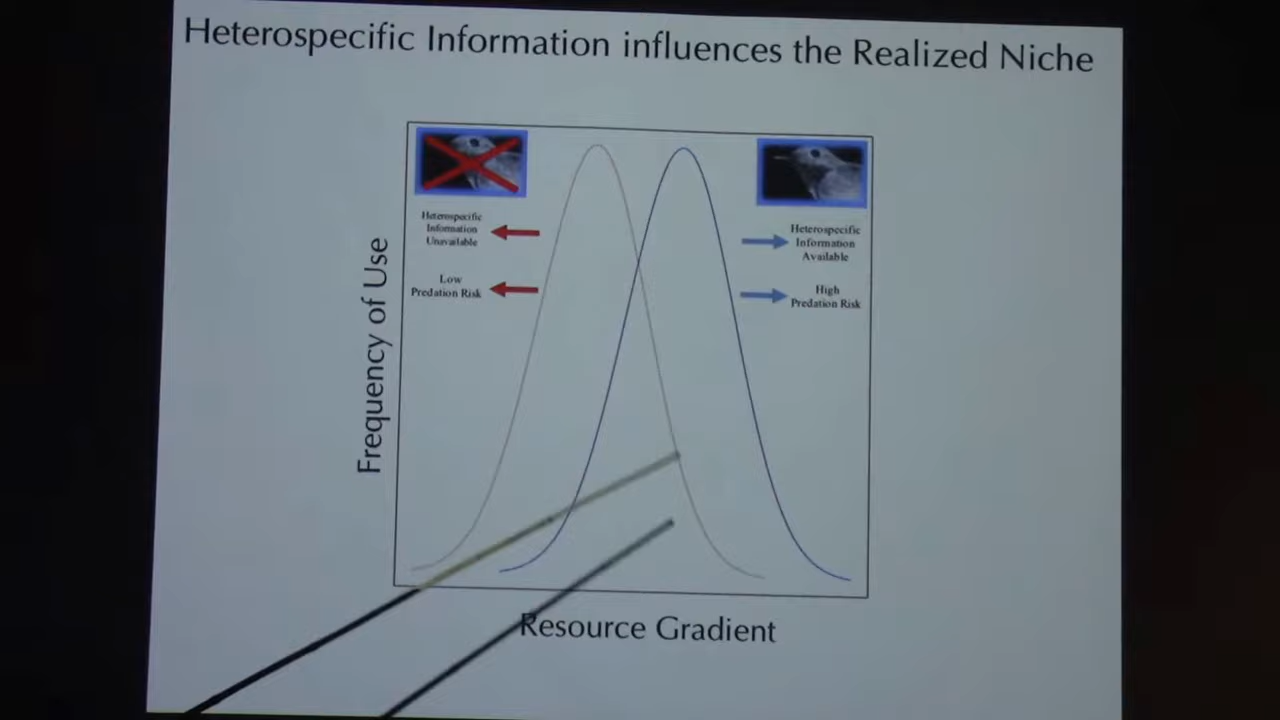 Heterospecific Information influences the Realized Niche
Heterospecific
Information
Unavailable
Low
Predation Risk
Heterospecific
Information
Available
High
Predation Risk
Frequency of Use
Resource Gradient